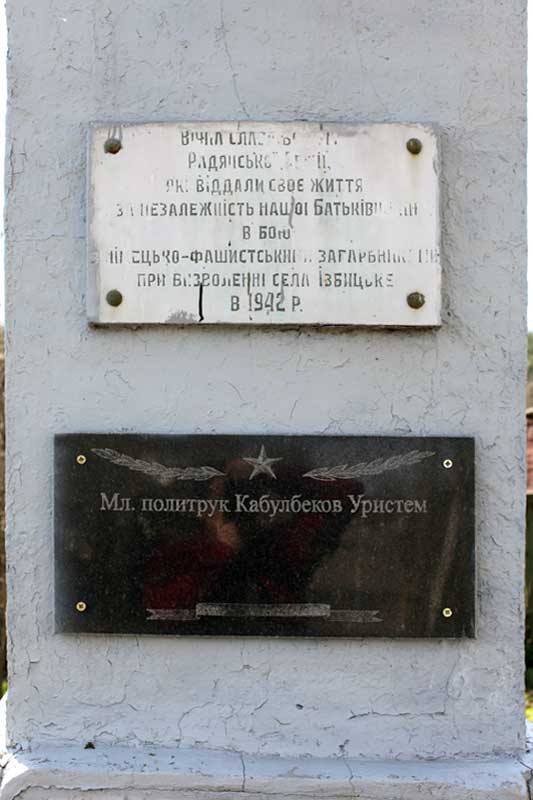 ВІЧНА СЛАВА
РАДЯНСЬКОЇ АРМІЇ,
ЯКІ ВІДДАЛИ СВОЄ ЖИТТЯ
ЗА НЕЗАЛЕЖНІСТЬ НАШОЇ БАТЬКІВЩИНИ
В БОЮ
НІМЕЦЬКО-ФАШИСТСЬКИМИ ЗАГАРБНИКАМИ
ПРИ ВИЗВОЛЕННІ СЕЛА ІЗБИЦЬКЕ
В 1942 Р.
Мл. политрук Кабулбеков Уристем